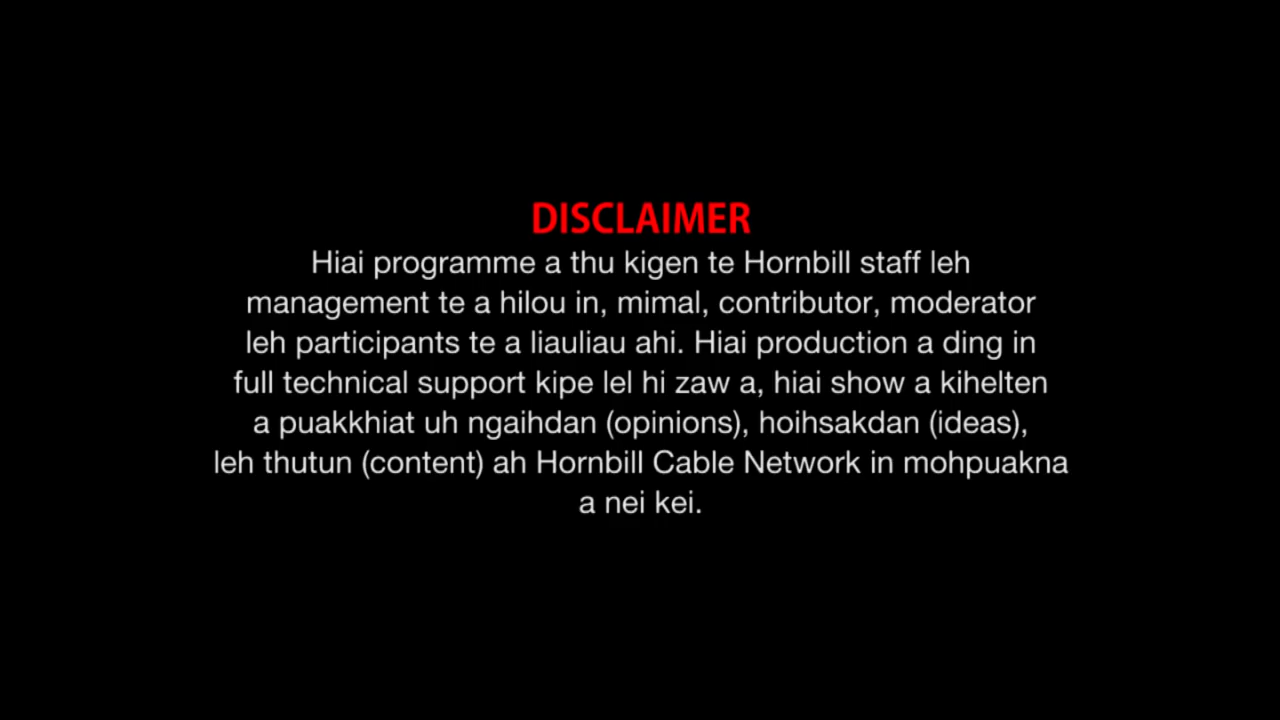 DISCLAIMER
Hiai programme a thu kigen te Hornbill staff leh
management te a hilou in, mimal, contributor, moderator
leh participants te a liauliau ahi. Hiai production a ding in
full technical support kipe lel hi zaw a, hiai show a kihelten
a puakkhiat uh ngaihdan (opinions), hoihsakdan (ideas),
leh thutun (content) ah Hornbill Cable Network in mohpuakna
a nei kei.